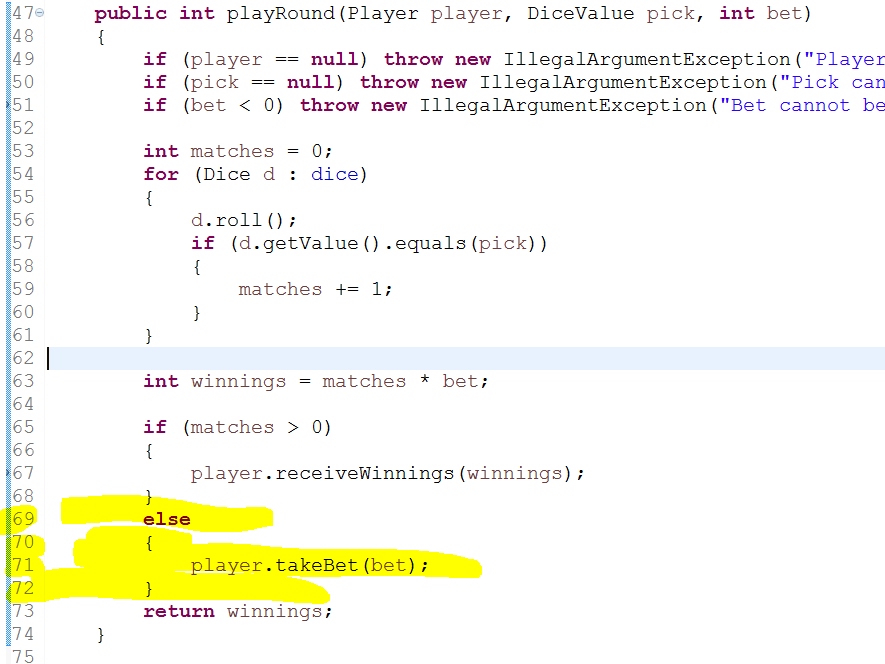 47 public int playRound(Player player, DiceValue pick, int bet)
48 {
49 if (player == null) throw new IllegalArgumentException("Player
50 if (pick == null) throw new IllegalArgumentException("Pick can
51 if (bet < 0) throw new IllegalArgumentException("Bet cannot be
52
53 int matches = 0;
54 for (Dice d : dice)
55 {
56 d.roll();
57 if (d.getValue().equals(pick))
58 {
59 matches += 1;
60 }
61 }
62
63 int winnings = matches * bet;
64
65 if (matches > 0)
66 {
67 player.receiveWinnings(winnings);
68 }
69 else
70 {
71 player.takeBet(bet);
72 }
73 return winnings;
74 }
75